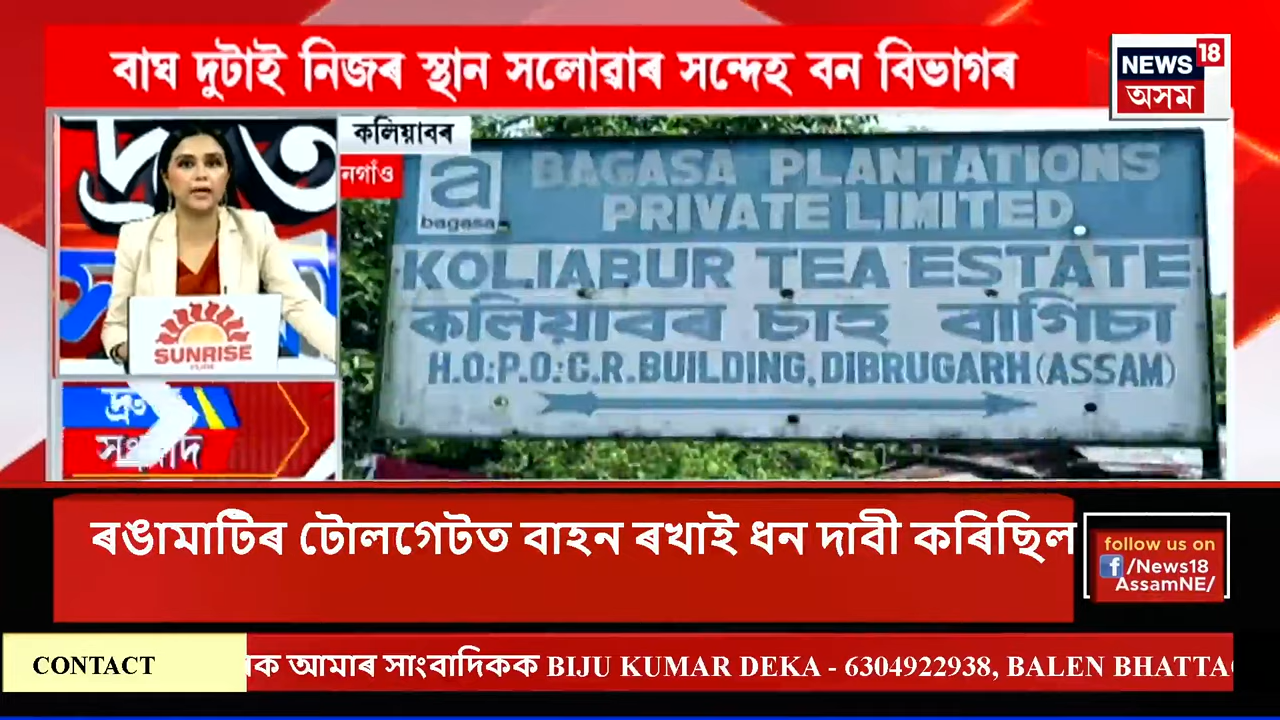 বাঘ দুটাই নিজৰ স্থান সলোৱাৰ সন্দেহ বন বিভাগৰ
NEWS 18
অসম
কলিয়াবৰ
নগাঁও
a
bagasa
BAGASA PLANTATIONS
PRIVATE LIMITED
KOLIABUR TEA ESTATE
কলিয়াবৰ চাহ বাগিচা
H.O:P.O:C.R.BUILDING, DIBRUGARH (ASSAM)
SUNRISE
সংবাদ
ৰঙামাটিৰ টোলগেটত বাহন ৰখাই ধন দাবী কৰিছিল
follow us on
f /News18
AssamNE/
CONTACT
আমাৰ সাংবাদিকক BIJU KUMAR DEKA - 6304922938, BALEN